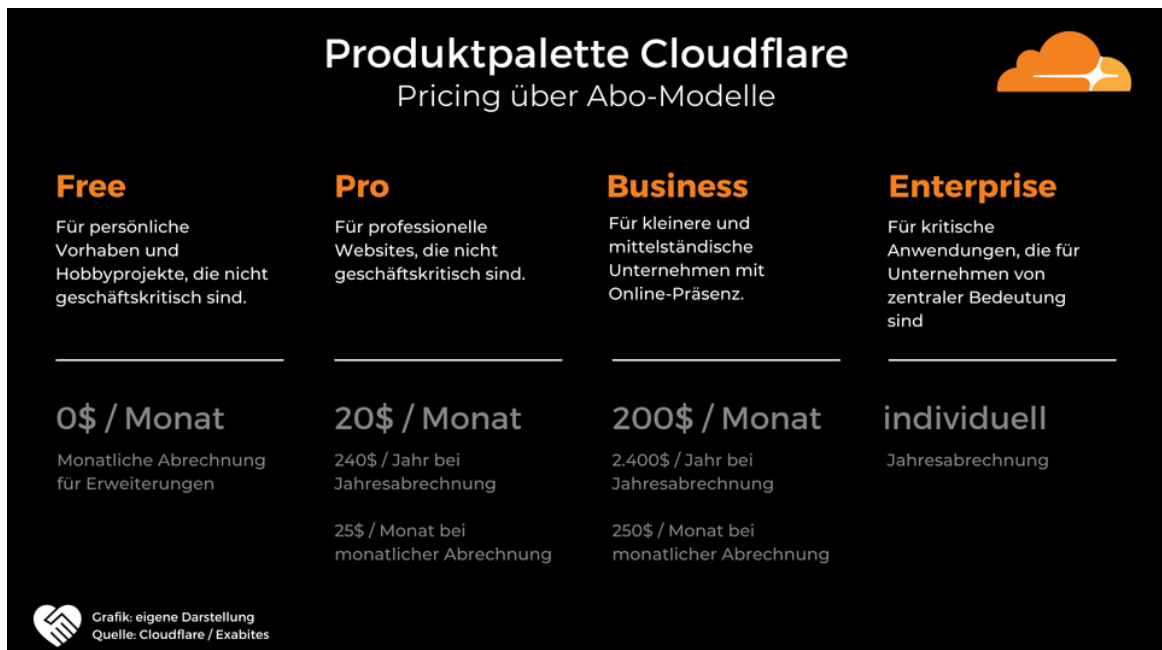 Produktpalette Cloudflare
Pricing über Abo-Modelle
Free
Für persönliche
Vorhaben und
Hobbyprojekte, die nicht
geschäftskritisch sind.
0$ / Monat
Monatliche Abrechnung
für Erweiterungen
Pro
Für professionelle
Websites, die nicht
geschäftskritisch sind.
20$ / Monat
240$ / Jahr bei
Jahresabrechnung
25$ / Monat bei
monatlicher Abrechnung
Business
Für kleinere und
mittelständische
Unternehmen mit
Online-Präsenz.
200$ / Monat
2.400$ / Jahr bei
Jahresabrechnung
250$ / Monat bei
monatlicher Abrechnung
Enterprise
Für kritische
Anwendungen, die für
Unternehmen von
zentraler Bedeutung
sind
individuell
Jahresabrechnung
Grafik: eigene Darstellung
Quelle: Cloudflare / Exabites